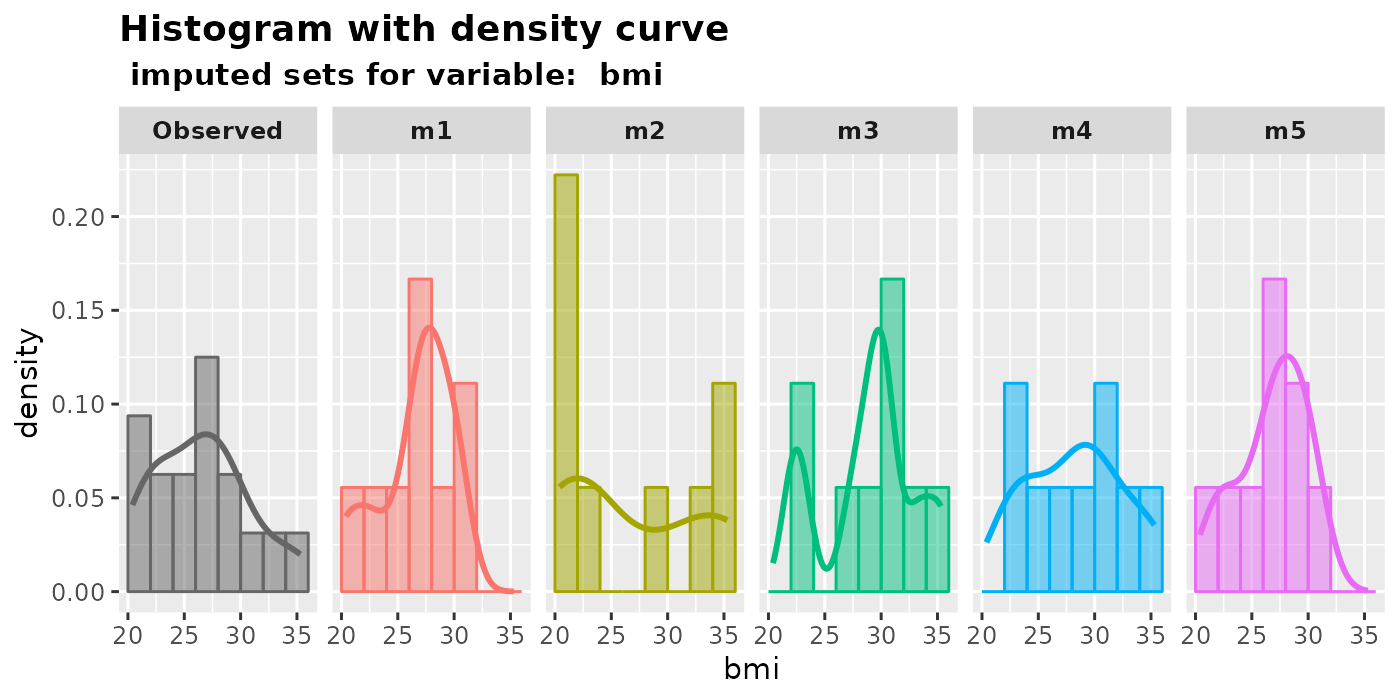 Histogram with density curve
imputed sets for variable:  bmi
Observed m1 m2 m3 m4 m5
density
0.20
0.15
0.10
0.05
0.00
20 25 30 35 20 25 30 35 20 25 30 35 20 25 30 35 20 25 30 35 20 25 30 35
bmi